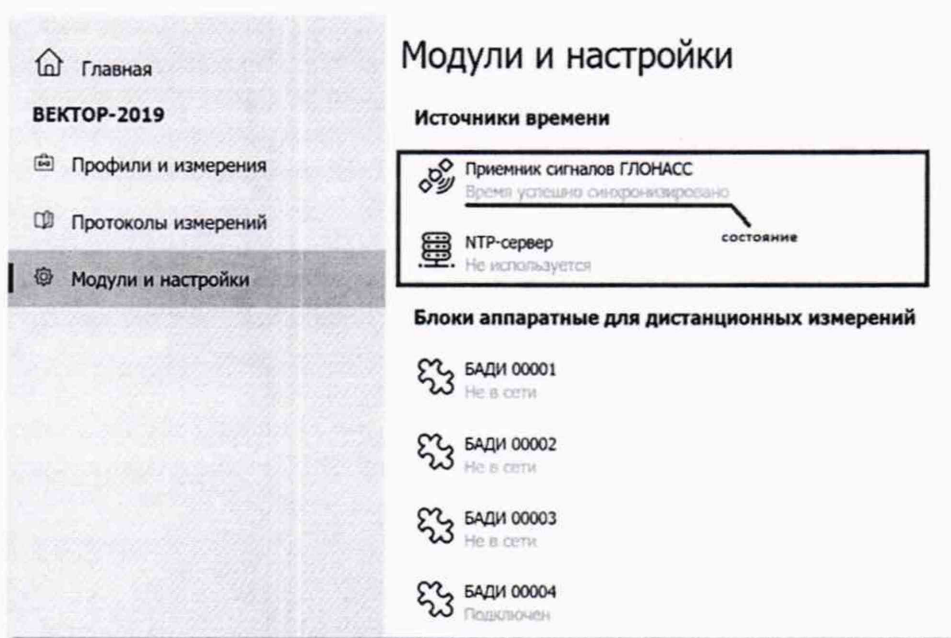 Главная
ВЕКТОР-2019
Профили и измерения
Протоколы измерений
Модули и настройки
Модули и настройки
Источники времени
Приемник сигналов ГЛОНАСС
Время успешно синхронизировано
состояние
NTP-сервер
Не используется
Блоки аппаратные для дистанционных измерений
БАДИ 00001
Не в сети
БАДИ 00002
Не в сети
БАДИ 00003
Не в сети
БАДИ 00004
Подключен